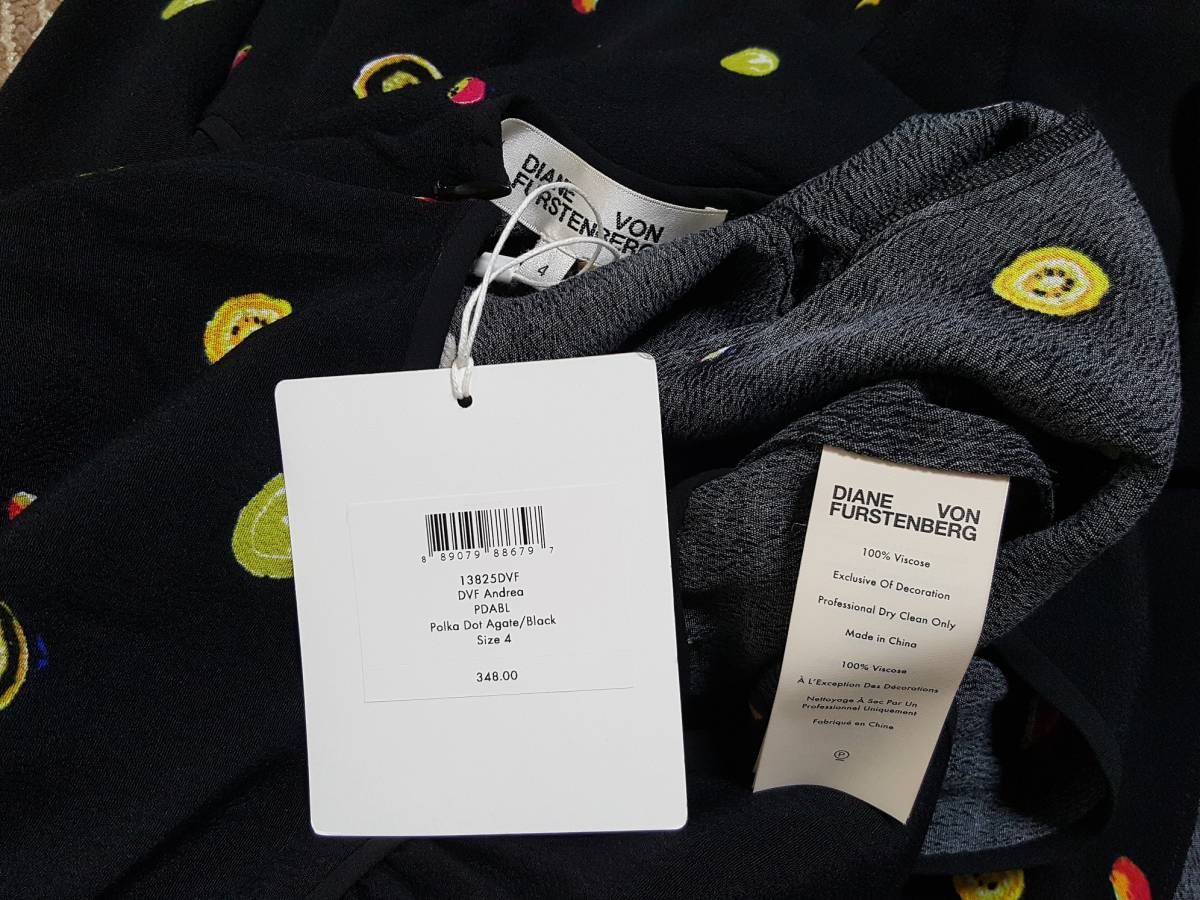 DIANE VON
FURSTENBERG
4
8 89079 88679 7
13825DVF
DVF Andrea
PDABL
Polka Dot Agate/Black
Size 4
348.00
DIANE VON
FURSTENBERG
100% Viscose
Exclusive Of Decoration
Professional Dry Clean Only
Made in China
100% Viscose
À L'Exception Des Décorations
Nettoyage À Sec Par Un
Professionnel Uniquement
Fabriqué en Chine
P